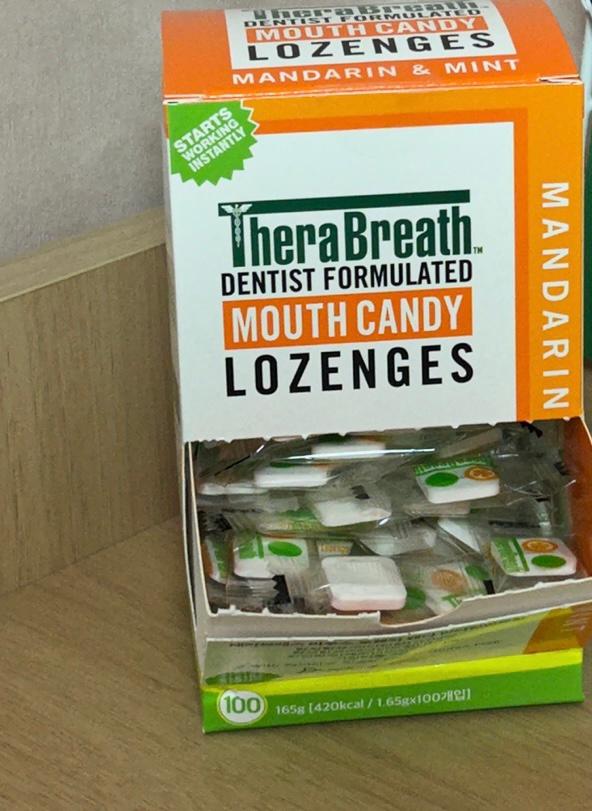 TheraBreath
DENTIST FORMULATED
MOUTH CANDY
LOZENGES
MANDARIN & MINT
STARTS
WORKING
INSTANTLY
TheraBreath™
DENTIST FORMULATED
MOUTH CANDY
LOZENGES
MANDARIN
100 165g [420kcal / 1.65gx100개입]